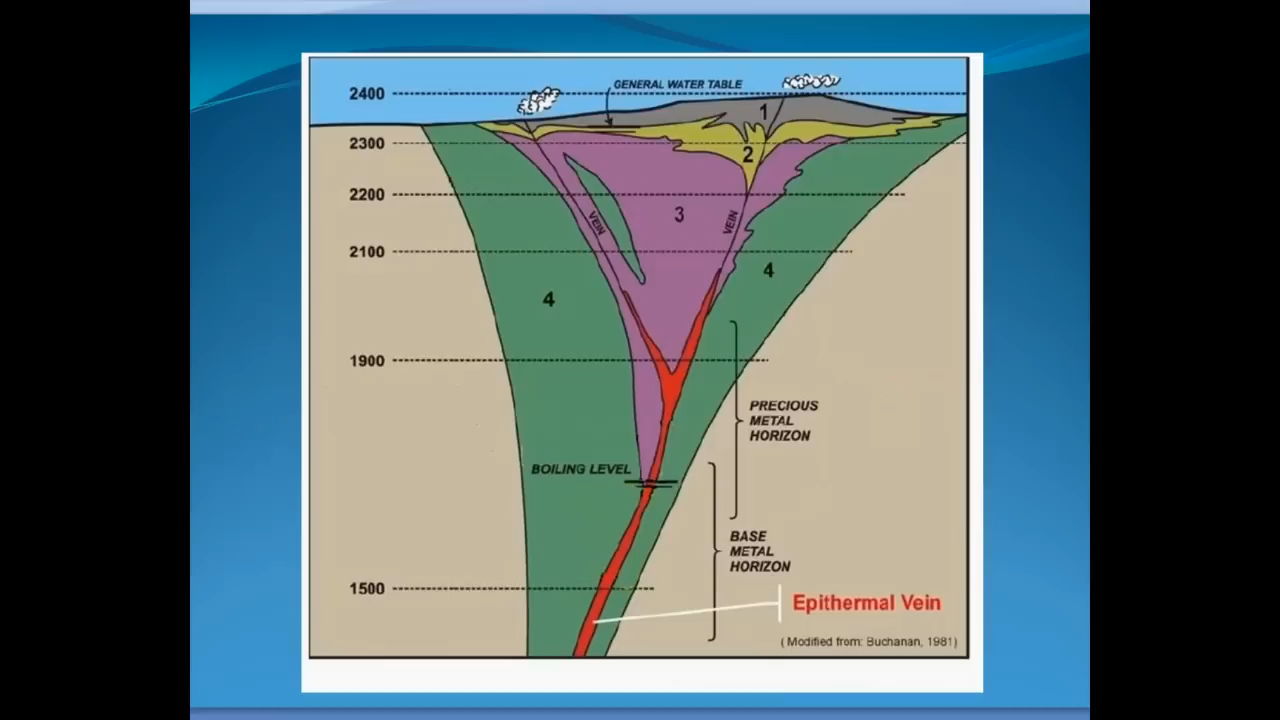 GENERAL WATER TABLE
2400
1
2300
2
2200
VEIN
3
VEIN
2100
4
4
1900
PRECIOUS
METAL
HORIZON
BOILING LEVEL
BASE
METAL
HORIZON
1500
Epithermal Vein
( Modified from: Buchanan, 1981)